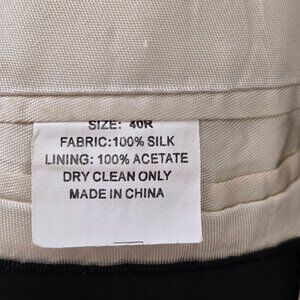 SIZE: 40R
FABRIC:100% SILK
LINING: 100% ACETATE
DRY CLEAN ONLY
MADE IN CHINA